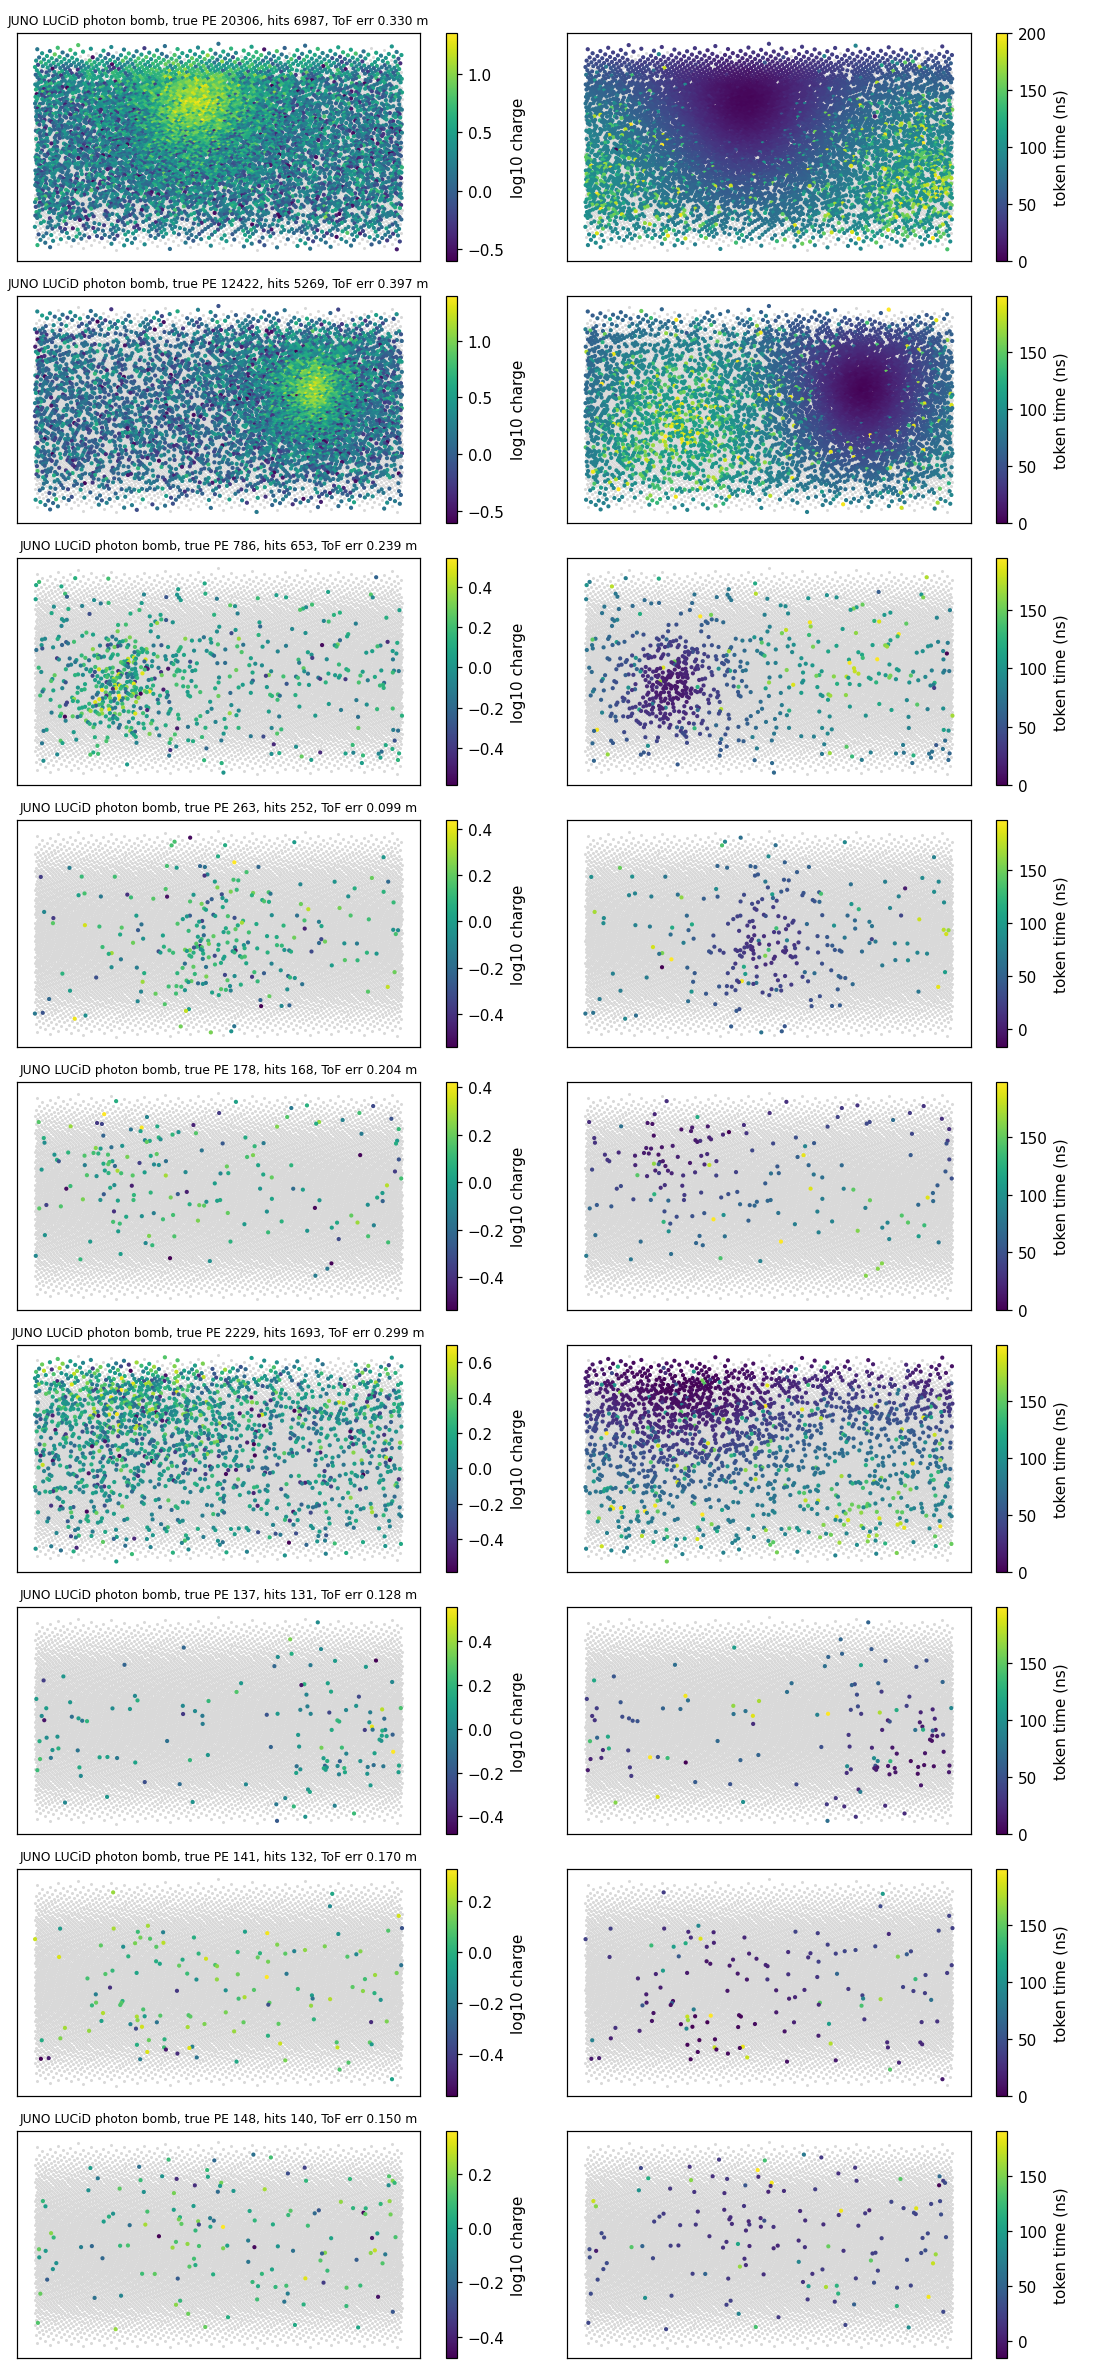 JUNO LUCiD photon bomb, true PE 20306, hits 6987, ToF err 0.330 m
1.0
0.5
0.0
−0.5
log10 charge
200
150
100
50
0
token time (ns)
JUNO LUCiD photon bomb, true PE 12422, hits 5269, ToF err 0.397 m
1.0
0.5
0.0
−0.5
log10 charge
150
100
50
0
token time (ns)
JUNO LUCiD photon bomb, true PE 786, hits 653, ToF err 0.239 m
0.4
0.2
0.0
−0.2
−0.4
log10 charge
150
100
50
0
token time (ns)
JUNO LUCiD photon bomb, true PE 263, hits 252, ToF err 0.099 m
0.4
0.2
0.0
−0.2
−0.4
log10 charge
150
100
50
0
token time (ns)
JUNO LUCiD photon bomb, true PE 178, hits 168, ToF err 0.204 m
0.4
0.2
0.0
−0.2
−0.4
log10 charge
150
100
50
0
token time (ns)
JUNO LUCiD photon bomb, true PE 2229, hits 1693, ToF err 0.299 m
0.6
0.4
0.2
0.0
−0.2
−0.4
log10 charge
150
100
50
0
token time (ns)
JUNO LUCiD photon bomb, true PE 137, hits 131, ToF err 0.128 m
0.4
0.2
0.0
−0.2
−0.4
log10 charge
150
100
50
0
token time (ns)
JUNO LUCiD photon bomb, true PE 141, hits 132, ToF err 0.170 m
0.2
0.0
−0.2
−0.4
log10 charge
150
100
50
0
token time (ns)
JUNO LUCiD photon bomb, true PE 148, hits 140, ToF err 0.150 m
0.2
0.0
−0.2
−0.4
log10 charge
150
100
50
0
token time (ns)